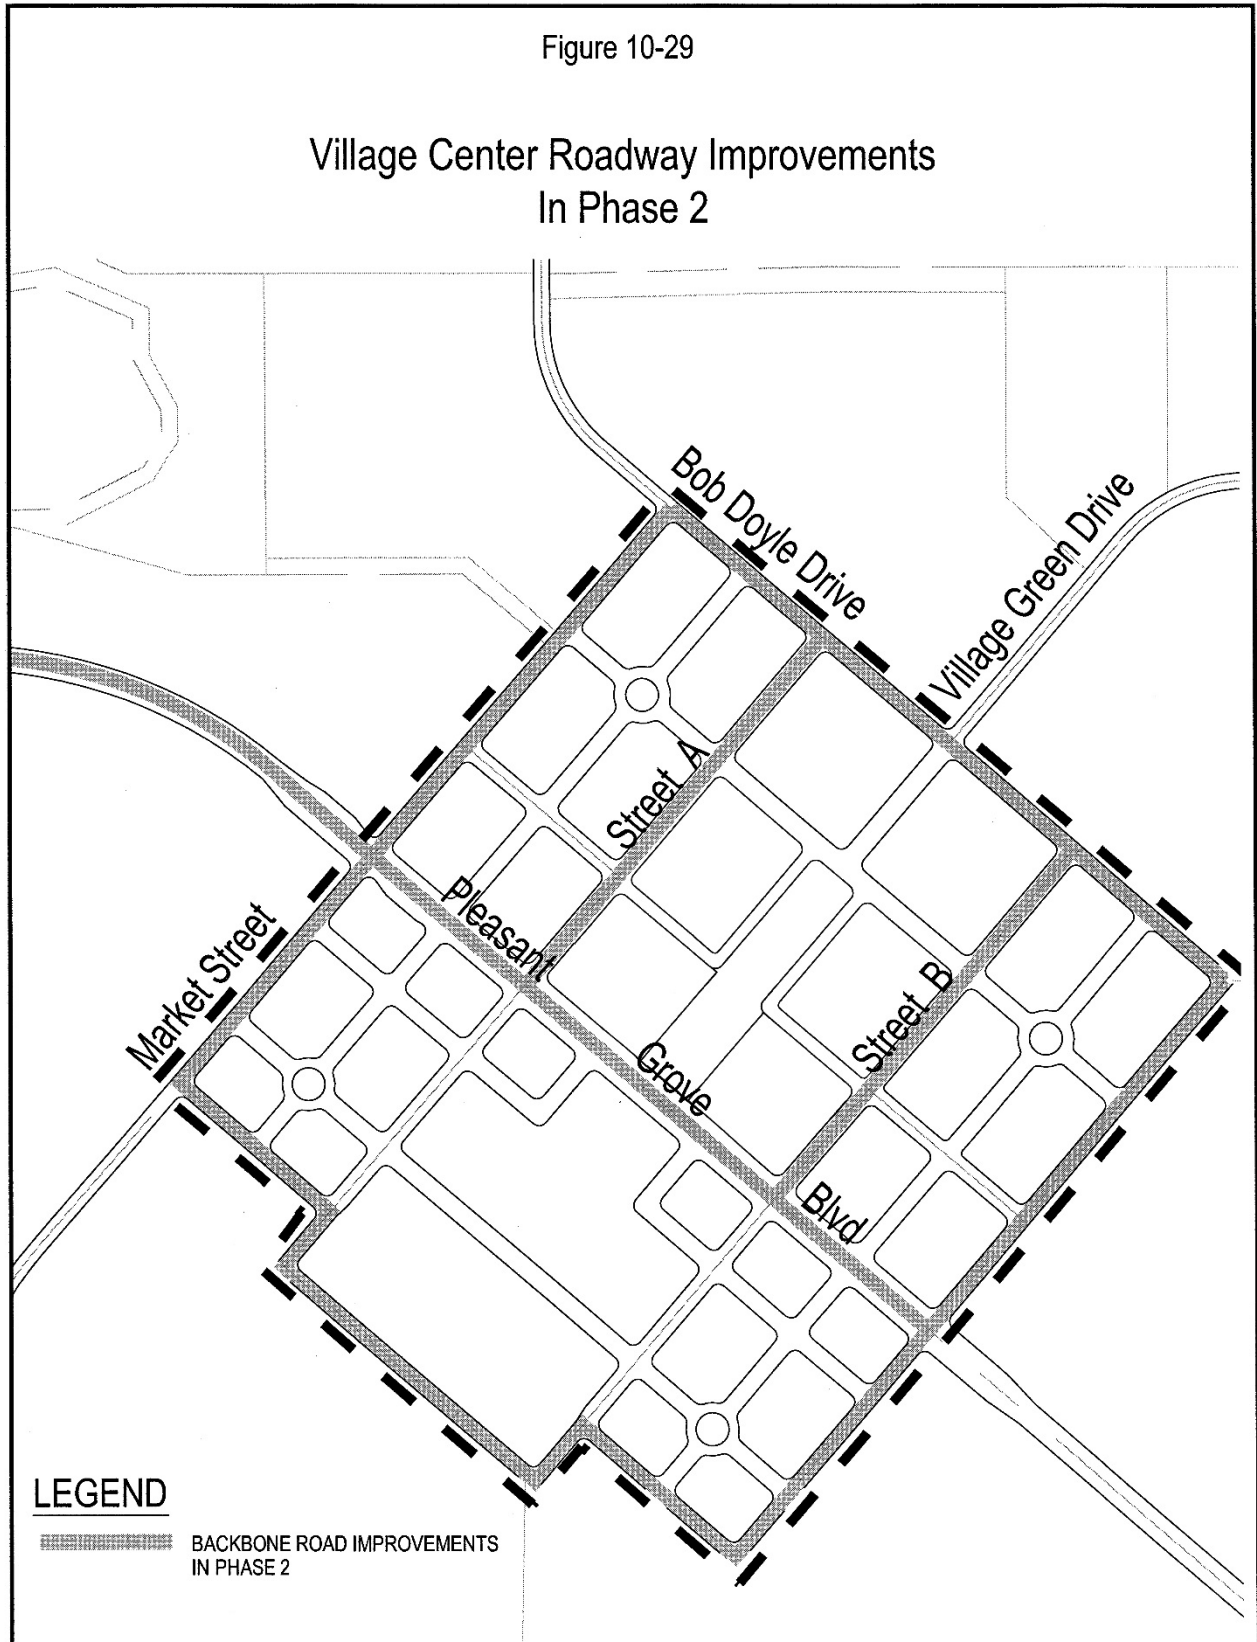 Figure 10-29
Village Center Roadway Improvements
In Phase 2
Bob Doyle Drive
Village Green Drive
Street A
Pleasant
Market Street
Street B
Grove
Blvd
LEGEND
BACKBONE ROAD IMPROVEMENTS
IN PHASE 2